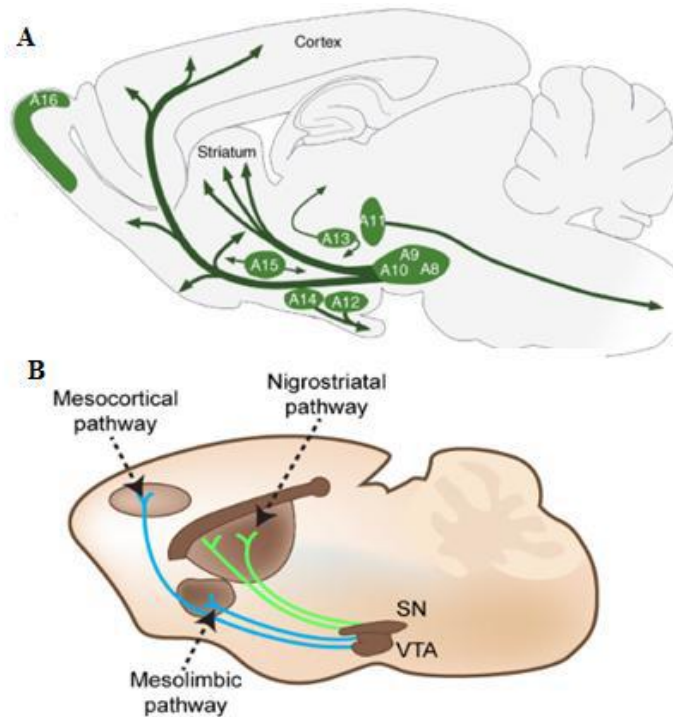 A
Cortex
A16
Striatum
A11
A13
A9
A10 A8
A15
A14 A12
B
Mesocortical
pathway
Nigrostriatal
pathway
SN
VTA
Mesolimbic
pathway